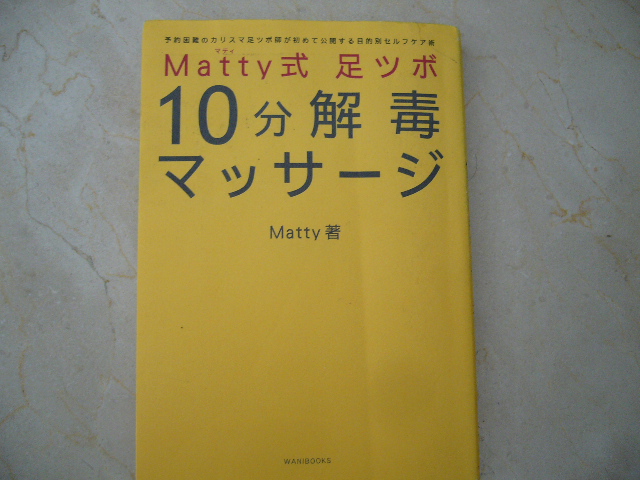 予約困難のカリスマ足ツボ師が初めて公開する目的別セルフケア術
マティ
Matty式 足ツボ
10分解毒
マッサージ
Matty著
WANIBOOKS